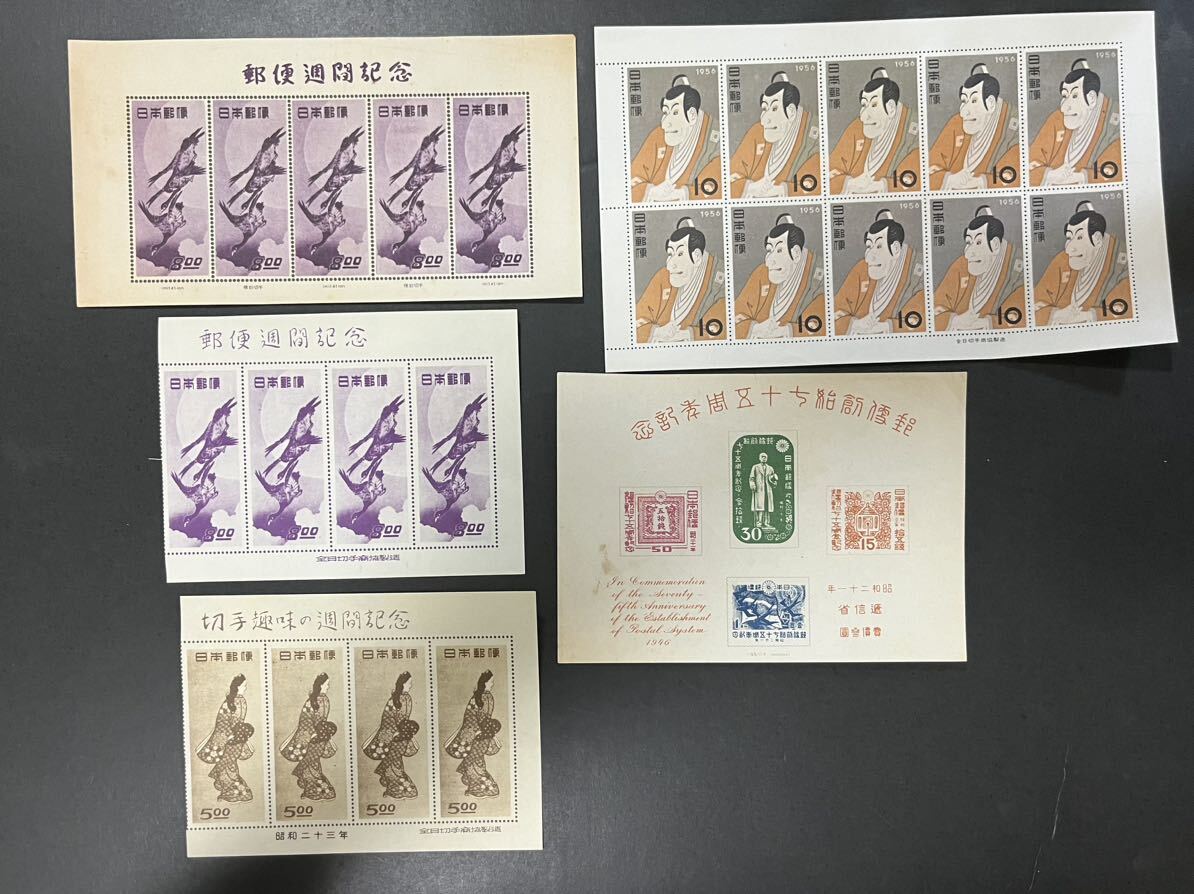 郵便週間記念
日本郵便 日本郵便 日本郵便 日本郵便 日本郵便
8.00 8.00 8.00 8.00 8.00
1956 1956 1956 1956 1956
日本郵便 日本郵便 日本郵便 日本郵便 日本郵便
10 10 10 10 10
1956 1956 1956 1956 1956
日本郵便 日本郵便 日本郵便 日本郵便 日本郵便
10 10 10 10 10
全日切手商協製造
郵便週間記念
日本郵便 日本郵便 日本郵便 日本郵便
8.00 8.00 8.00 8.00
全日切手商協製造
郵便創始七十五周年記念
五拾銭
50
30
15
In Commemoration
of the Seventy-
fifth Anniversary
of the Establishment
of Postal System
1946
昭和二十一年
逓信省
切手趣味の週間記念
日本郵便 日本郵便 日本郵便 日本郵便
5.00 5.00 5.00 5.00
昭和二十三年
全日切手商協製造